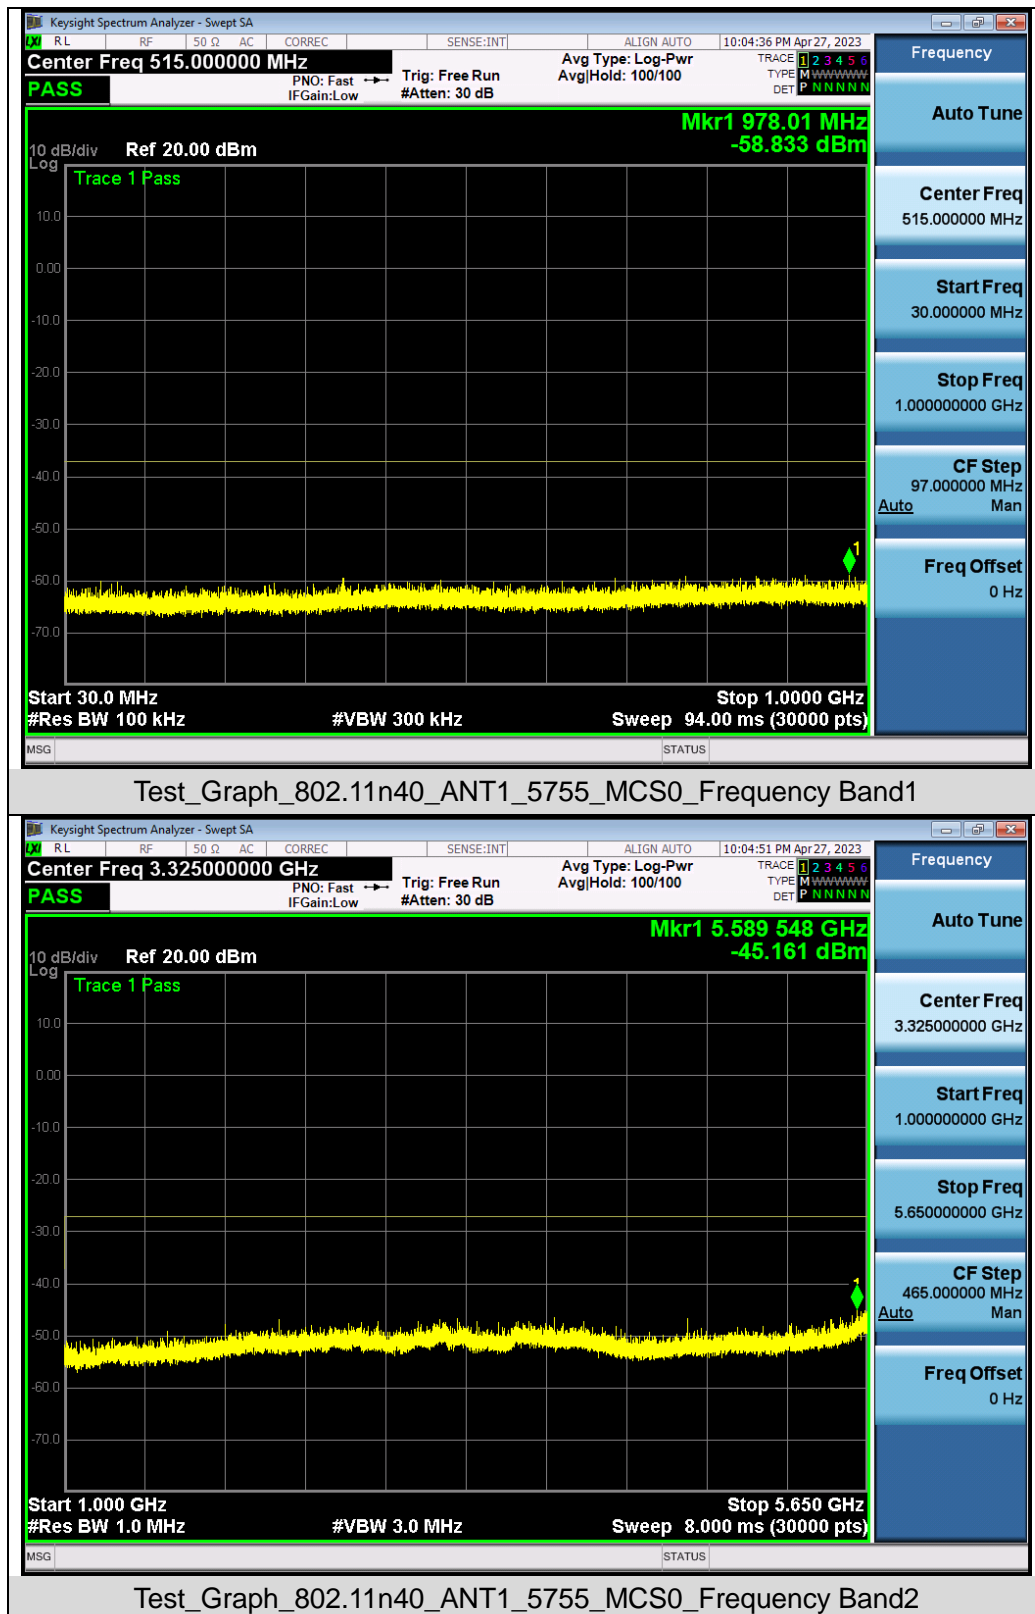 Keysight Spectrum Analyzer - Swept SA
LXI RL RF 50 Ω AC CORREC SENSE:INT ALIGN AUTO 10:04:36 PM Apr 27, 2023
Center Freq 515.000000 MHz
Avg Type: Log-Pwr
TRACE 1 2 3 4 5 6
PASS
PNO: Fast
Trig: Free Run
Avg|Hold: 100/100
TYPE M WWWWW
IFGain:Low
#Atten: 30 dB
DET P N N N N N
Mkr1 978.01 MHz
-58.833 dBm
10 dB/div Ref 20.00 dBm
Log
Trace 1 Pass
10.0
0.00
-10.0
-20.0
-30.0
-40.0
-50.0
-60.0
-70.0
1
Start 30.0 MHz Stop 1.0000 GHz
#Res BW 100 kHz #VBW 300 kHz Sweep 94.00 ms (30000 pts)
MSG STATUS
Frequency
Auto Tune
Center Freq
515.000000 MHz
Start Freq
30.000000 MHz
Stop Freq
1.000000000 GHz
CF Step
97.000000 MHz
Auto Man
Freq Offset
0 Hz
Test_Graph_802.11n40_ANT1_5755_MCS0_Frequency Band1
Keysight Spectrum Analyzer - Swept SA
LXI RL RF 50 Ω AC CORREC SENSE:INT ALIGN AUTO 10:04:51 PM Apr 27, 2023
Center Freq 3.325000000 GHz
Avg Type: Log-Pwr
TRACE 1 2 3 4 5 6
PASS
PNO: Fast
Trig: Free Run
Avg|Hold: 100/100
TYPE M WWWWW
IFGain:Low
#Atten: 30 dB
DET P N N N N N
Mkr1 5.589 548 GHz
-45.161 dBm
10 dB/div Ref 20.00 dBm
Log
Trace 1 Pass
10.0
0.00
-10.0
-20.0
-30.0
-40.0
-50.0
-60.0
-70.0
1
Start 1.000 GHz Stop 5.650 GHz
#Res BW 1.0 MHz #VBW 3.0 MHz Sweep 8.000 ms (30000 pts)
MSG STATUS
Frequency
Auto Tune
Center Freq
3.325000000 GHz
Start Freq
1.000000000 GHz
Stop Freq
5.650000000 GHz
CF Step
465.000000 MHz
Auto Man
Freq Offset
0 Hz
Test_Graph_802.11n40_ANT1_5755_MCS0_Frequency Band2